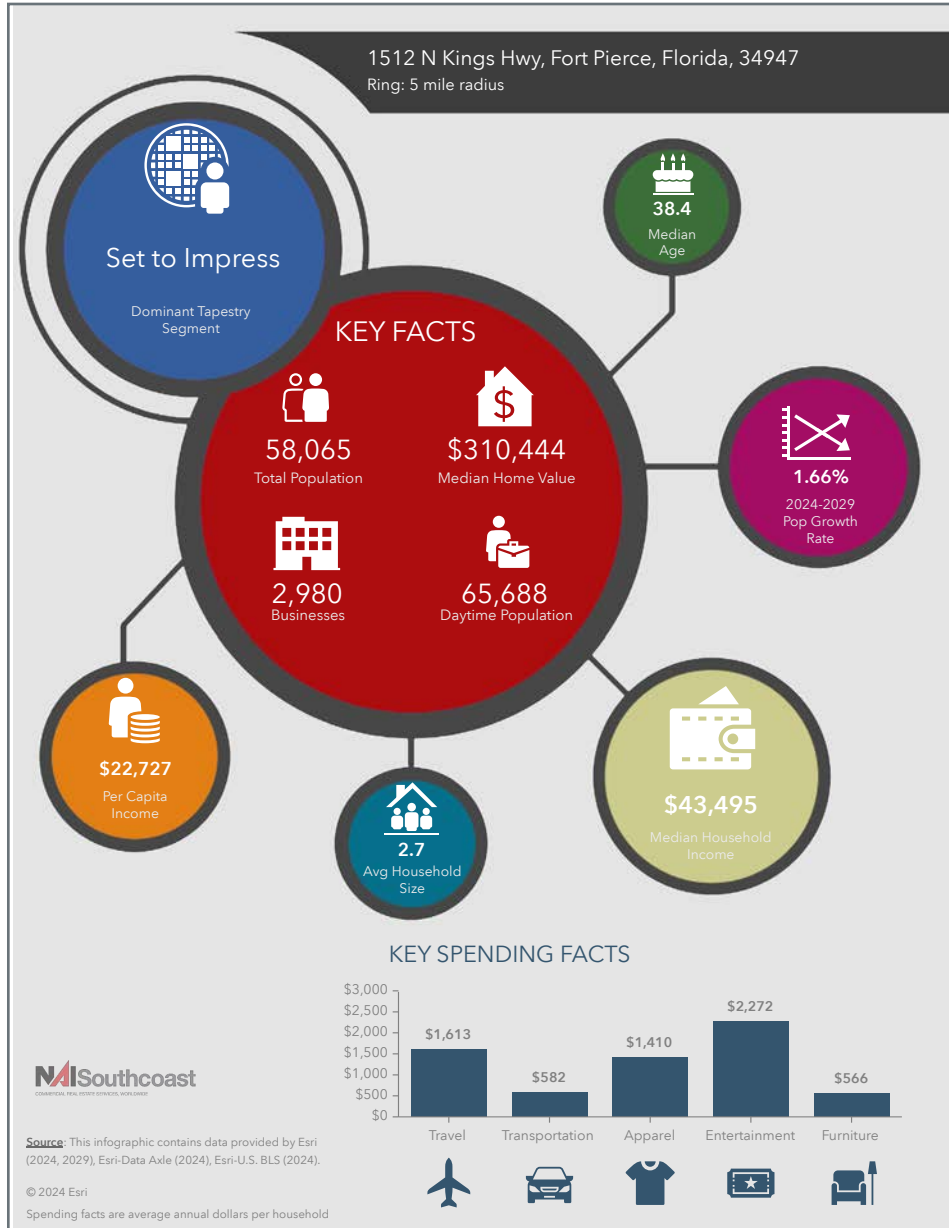 1512 N Kings Hwy, Fort Pierce, Florida, 34947
Ring: 5 mile radius
Set to Impress
Dominant Tapestry
Segment
38.4
Median
Age
KEY FACTS
58,065
Total Population
$310,444
Median Home Value
2,980
Businesses
65,688
Daytime Population
1.66%
2024-2029
Pop Growth
Rate
$22,727
Per Capita
Income
2.7
Avg Household
Size
$43,495
Median Household
Income
KEY SPENDING FACTS
$3,000
$2,500
$2,000
$1,500
$1,000
$500
$0
$1,613
$582
$1,410
$2,272
$566
Travel
Transportation
Apparel
Entertainment
Furniture
NAISouthcoast
COMMERCIAL REAL ESTATE SERVICES, WORLDWIDE
Source: This infographic contains data provided by Esri
(2024, 2029), Esri-Data Axle (2024), Esri-U.S. BLS (2024).
© 2024 Esri
Spending facts are average annual dollars per household